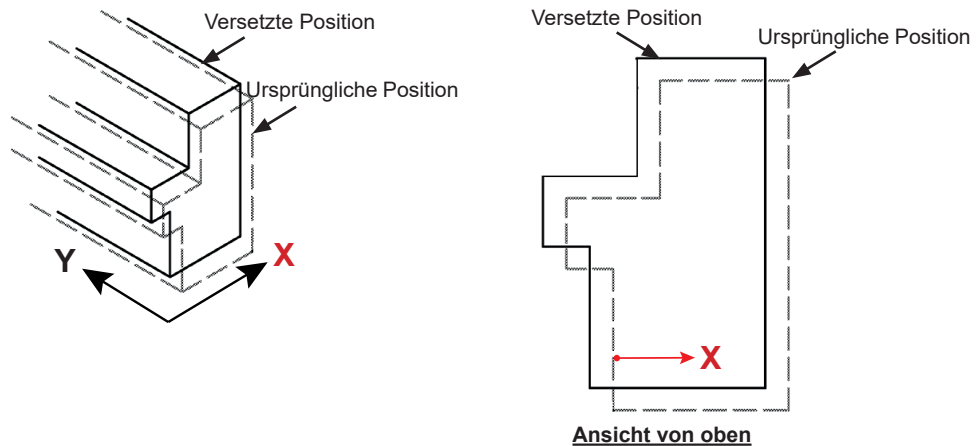 Versetzte Position
Ursprüngliche Position
Y
X
Versetzte Position
Ursprüngliche Position
X
Ansicht von oben